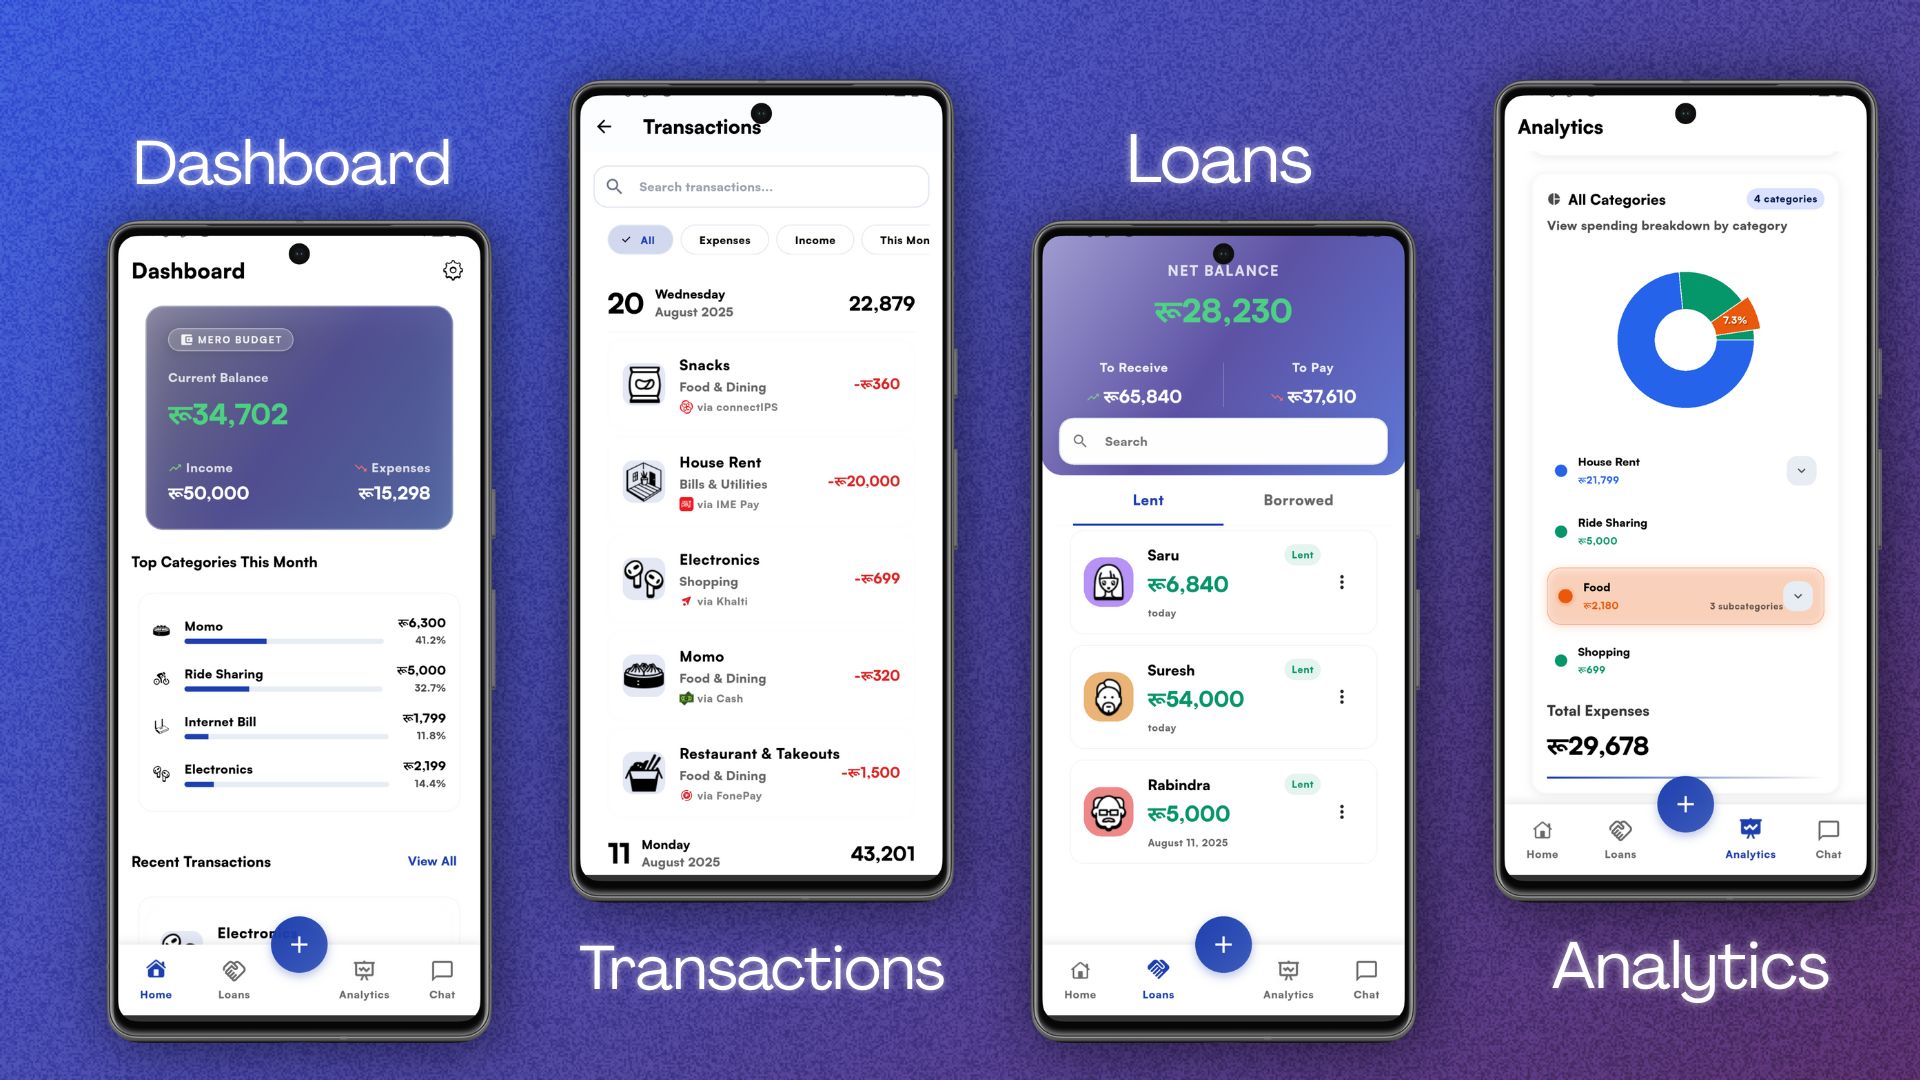 Dashboard
Dashboard
MERO BUDGET
Current Balance
रू34,702
Income
Expenses
रू50,000
रू15,298
Top Categories This Month
Momo
रू6,300
41.2%
Ride Sharing
रू5,000
32.7%
Internet Bill
रू1,799
11.8%
Electronics
रू2,199
14.4%
Recent Transactions
View All
Electron
Home
Loans
Analytics
Chat
Transactions
Search transactions...
All
Expenses
Income
This Mon
20
Wednesday
August 2025
22,879
Snacks
Food & Dining
via connectIPS
-रू360
House Rent
Bills & Utilities
via IME Pay
-रू20,000
Electronics
Shopping
via Khalti
-रू699
Momo
Food & Dining
via Cash
-रू320
Restaurant & Takeouts
Food & Dining
via FonePay
-रू1,500
11
Monday
August 2025
43,201
Transactions
Loans
NET BALANCE
रू28,230
To Receive
To Pay
रू65,840
रू37,610
Search
Lent
Borrowed
Saru
Lent
रू6,840
today
Suresh
Lent
रू54,000
today
Rabindra
Lent
रू5,000
August 11, 2025
Home
Loans
Analytics
Chat
Analytics
All Categories
4 categories
View spending breakdown by category
7.3%
House Rent
रू21,799
Ride Sharing
रू5,000
Food
रू2,180
3 subcategories
Shopping
रू699
Total Expenses
रू29,678
Home
Loans
Analytics
Chat
Analytics